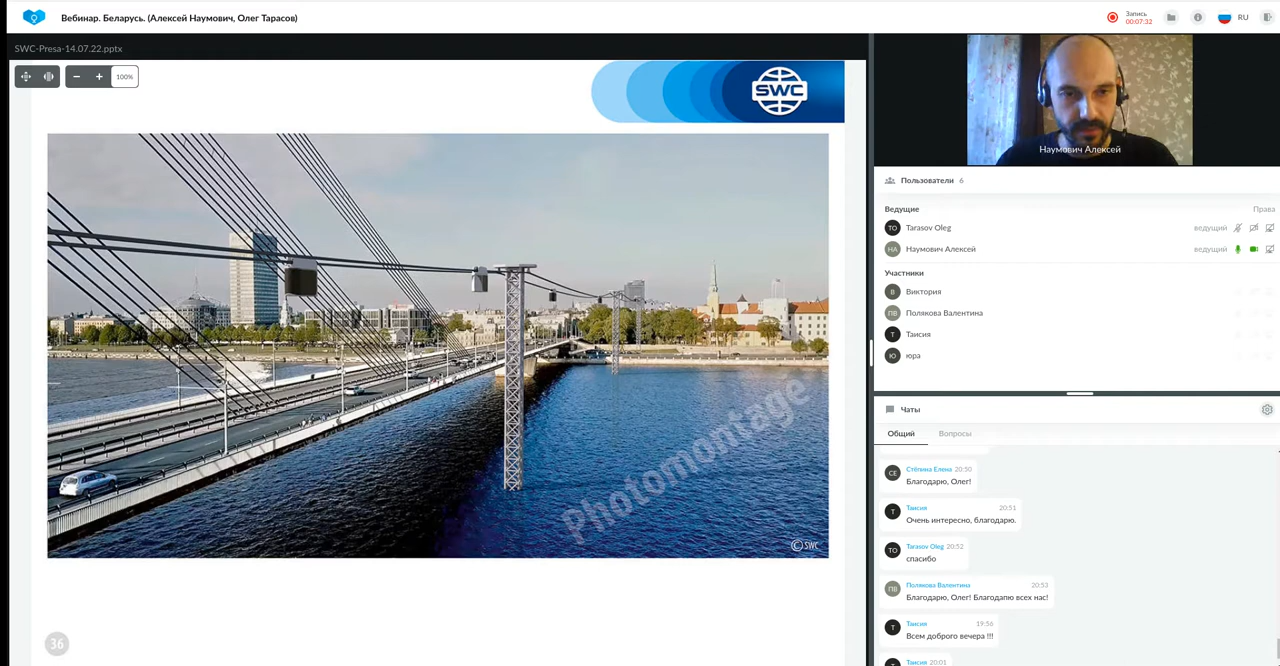 Вебинар. Беларусь. (Алексей Наумович, Олег Тарасов)
Запись
00:07:32
RU
SWC-Presa-14.07.22.pptx
100%
SWC
Photomontage
© SWC
36
Наумович Алексей
Пользователи 6
Ведущие
Права
TO
Tarasov Oleg
ведущий
НА
Наумович Алексей
ведущий
Участники
В
Виктория
ПВ
Полякова Валентина
Т
Таисия
Ю
юра
Чаты
Общий
Вопросы
СЕ
Стёпина Елена 20:50
Благодарю, Олег!
Т
Таисия 20:51
Очень интересно, благодарю.
TO
Tarasov Oleg 20:52
спасибо
ПВ
Полякова Валентина 20:53
Благодарю, Олег! Благодапю всех нас!
Т
Таисия 19:56
Всем доброго вечера !!!
Т
Таисия 20:01